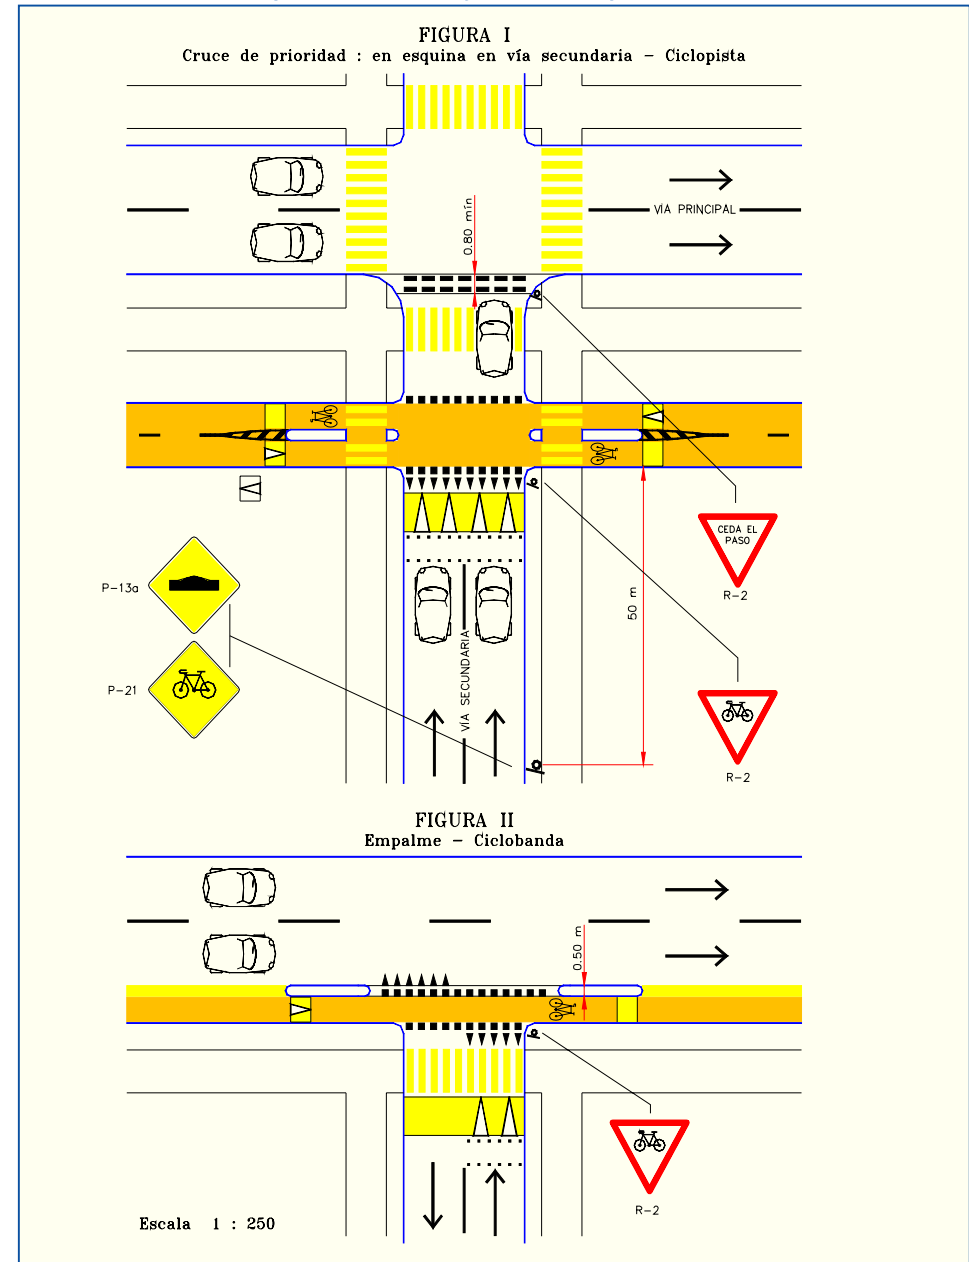 FIGURA I
Cruce de prioridad : en esquina en vía secundaria - Ciclopista
VÍA PRINCIPAL
0.80 mín
CEDA EL
PASO
R-2
P-13a
50 m
VÍA SECUNDARIA
P-21
R-2
FIGURA II
Empalme - Ciclobanda
0.50 m
R-2
Escala 1 : 250